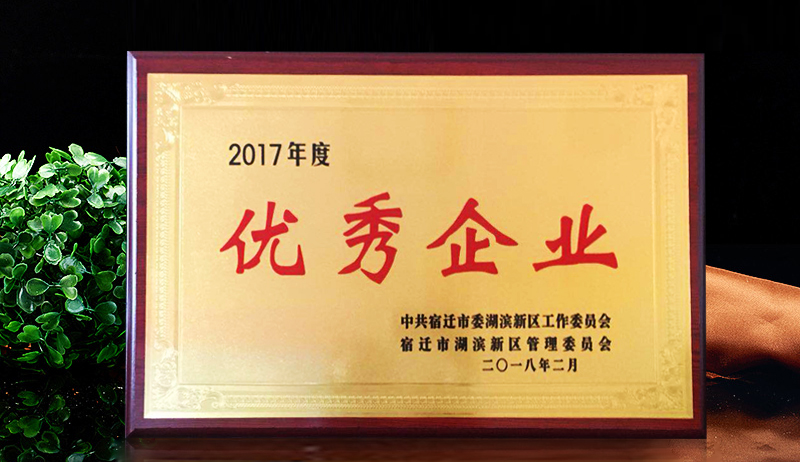 2017年度
优秀企业
中共宿迁市委湖滨新区工作委员会
宿迁市湖滨新区管理委员会
二〇一八年二月